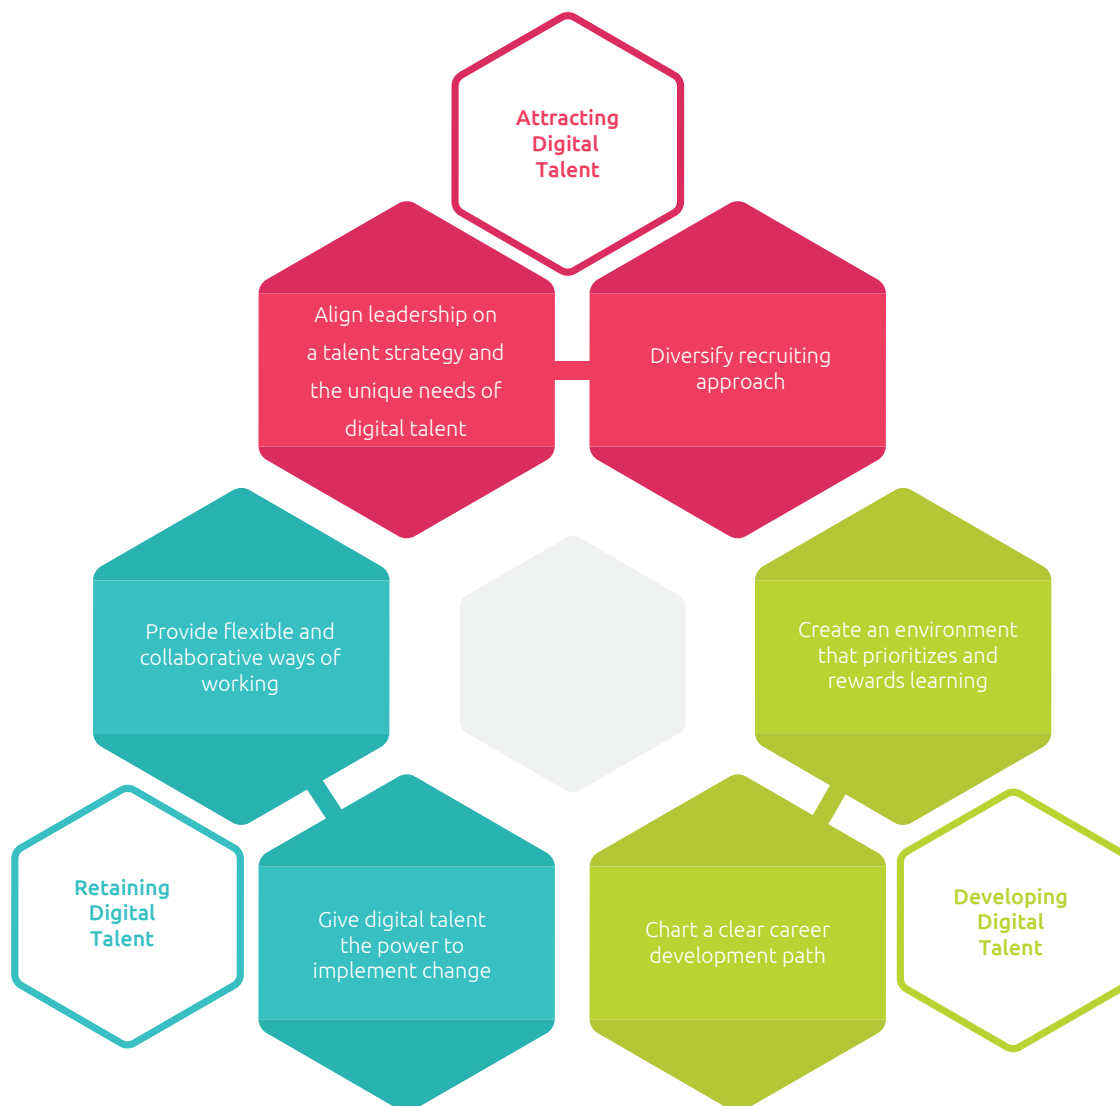 Attracting
Digital
Talent
Align leadership on
a talent strategy and
the unique needs of
digital talent
Diversify recruiting
approach
Provide flexible and
collaborative ways of
working
Create an environment
that prioritizes and
rewards learning
Retaining
Digital
Talent
Give digital talent
the power to
implement change
Chart a clear career
development path
Developing
Digital
Talent